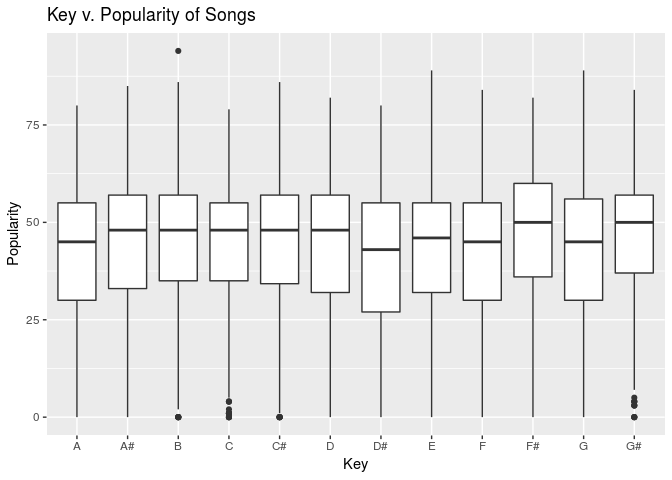 Key v. Popularity of Songs
Popularity
75
50
25
0
A A# B C C# D D# E F F# G G#
Key